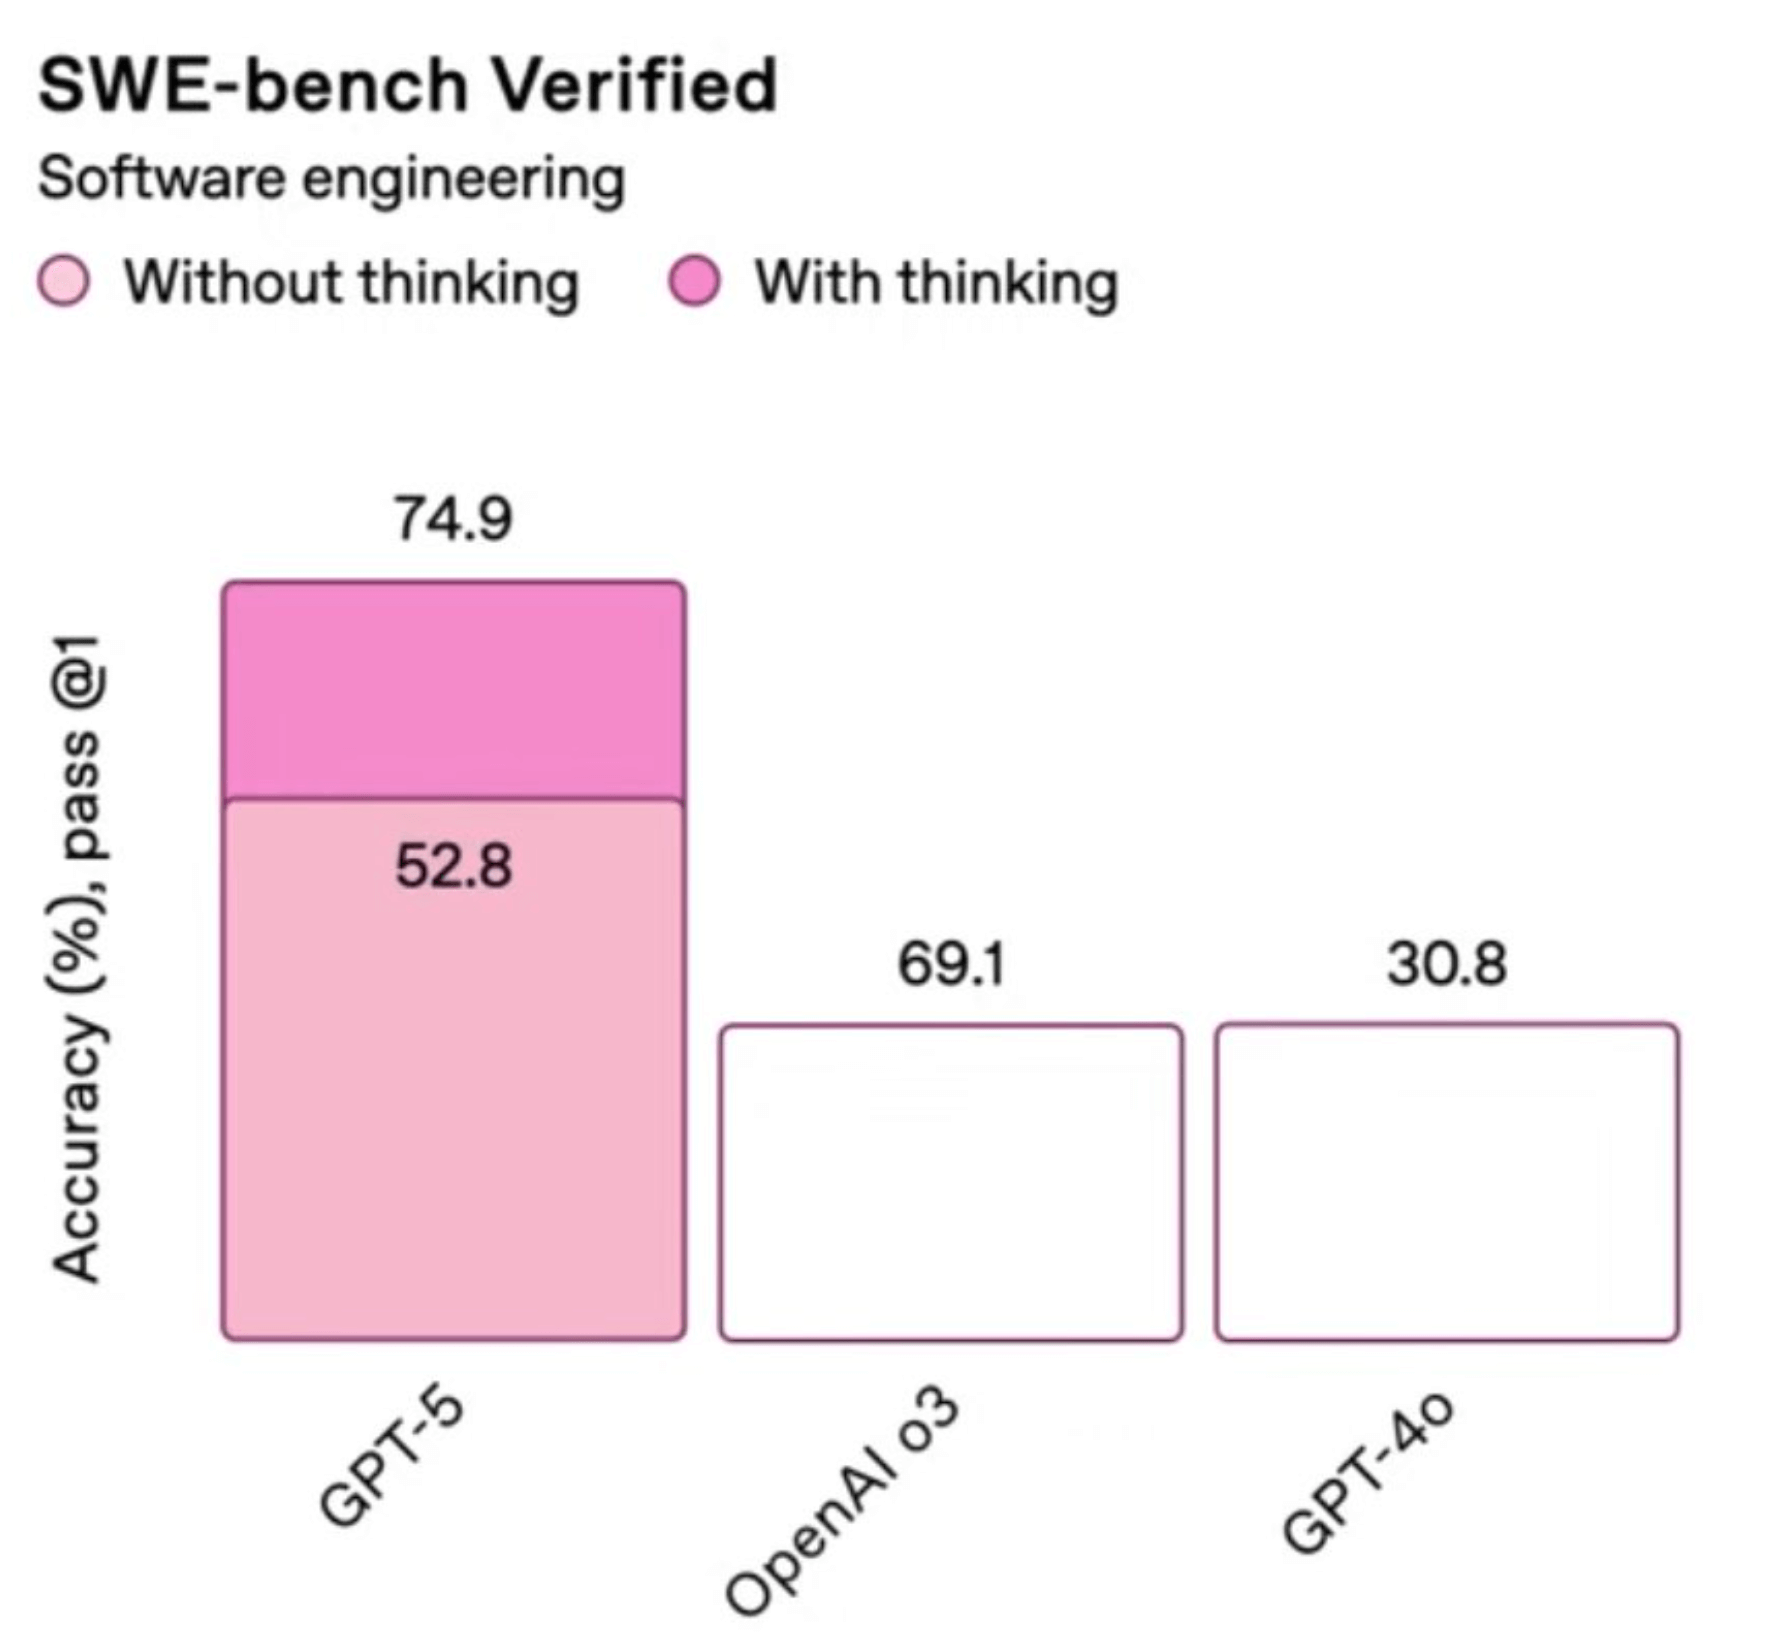 SWE-bench Verified
Software engineering
Without thinking With thinking
Accuracy (%), pass @1
74.9
52.8
69.1
30.8
GPT-5
OpenAI o3
GPT-4o